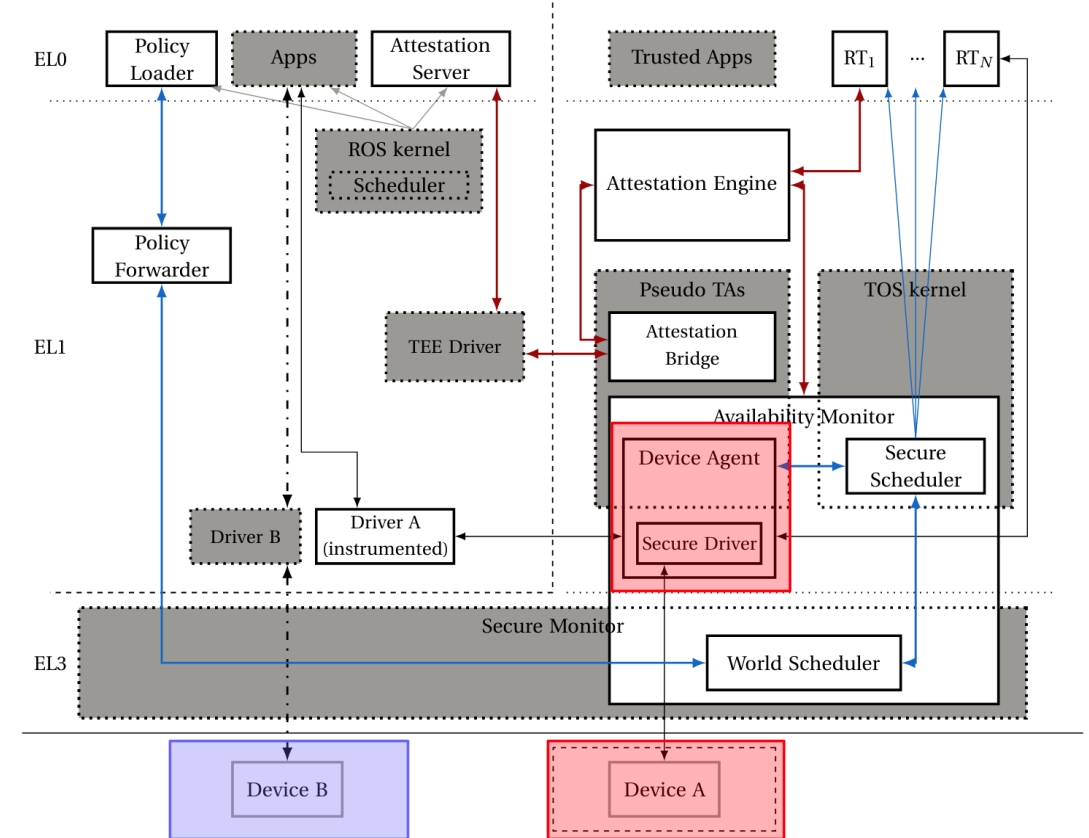 EL0
Policy
Loader
Apps
Attestation
Server
Trusted Apps
RT1
...
RTN
ROS kernel
Scheduler
Attestation Engine
Policy
Forwarder
Pseudo TAs
TOS kernel
EL1
TEE Driver
Attestation
Bridge
Availability Monitor
Device Agent
Secure
Scheduler
Driver B
Driver A
(instrumented)
Secure Driver
Secure Monitor
EL3
World Scheduler
Device B
Device A